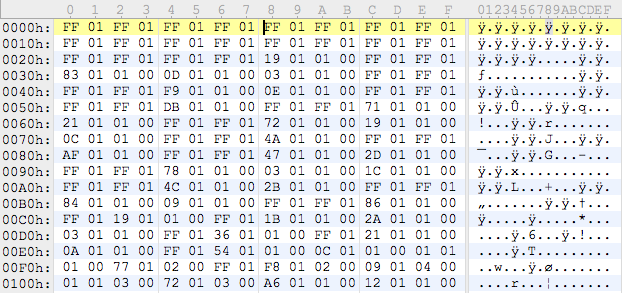 0 1 2 3 4 5 6 7 8 9 A B C D E F 0123456789ABCDEF
0000h: FF 01 FF 01 FF 01 FF 01 FF 01 FF 01 FF 01 FF 01 ÿ.ÿ.ÿ.ÿ.ÿ.ÿ.ÿ.ÿ.
0010h: FF 01 FF 01 FF 01 FF 01 FF 01 FF 01 FF 01 FF 01 ÿ.ÿ.ÿ.ÿ.ÿ.ÿ.ÿ.ÿ.
0020h: FF 01 FF 01 FF 01 FF 01 19 01 01 00 FF 01 FF 01 ÿ.ÿ.ÿ.ÿ.....ÿ.ÿ.
0030h: 83 01 01 00 0D 01 01 00 03 01 01 00 FF 01 FF 01 ƒ...........ÿ.ÿ.
0040h: FF 01 FF 01 F9 01 01 00 0E 01 01 00 FF 01 FF 01 ÿ.ÿ.ù.......ÿ.ÿ.
0050h: FF 01 FF 01 DB 01 01 00 FF 01 FF 01 71 01 01 00 ÿ.ÿ.Û...ÿ.ÿ.q...
0060h: 21 01 01 00 FF 01 FF 01 72 01 01 00 19 01 01 00 !...ÿ.ÿ.r.......
0070h: 0C 01 01 00 FF 01 FF 01 4A 01 01 00 FF 01 FF 01 ....ÿ.ÿ.J...ÿ.ÿ.
0080h: AF 01 01 00 FF 01 FF 01 47 01 01 00 2D 01 01 00 ¯...ÿ.ÿ.G...-...
0090h: FF 01 FF 01 78 01 01 00 03 01 01 00 1C 01 01 00 ÿ.ÿ.x...........
00A0h: FF 01 FF 01 4C 01 01 00 2B 01 01 00 FF 01 FF 01 ÿ.ÿ.L...+...ÿ.ÿ.
00B0h: 84 01 01 00 09 01 01 00 FF 01 FF 01 86 01 01 00 „.......ÿ.ÿ.†...
00C0h: FF 01 19 01 01 00 FF 01 1B 01 01 00 2A 01 01 00 ÿ.....ÿ.....*...
00D0h: 03 01 01 00 FF 01 36 01 01 00 FF 01 21 01 01 00 ....ÿ.6...ÿ.!...
00E0h: 0A 01 01 00 FF 01 54 01 01 00 0C 01 01 00 01 01 ....ÿ.T.........
00F0h: 01 00 77 01 02 00 FF 01 F8 01 02 00 09 01 04 00 ..w...ÿ.ø.......
0100h: 01 01 03 00 72 01 03 00 A6 01 01 00 12 01 01 00 ....r...¦.......